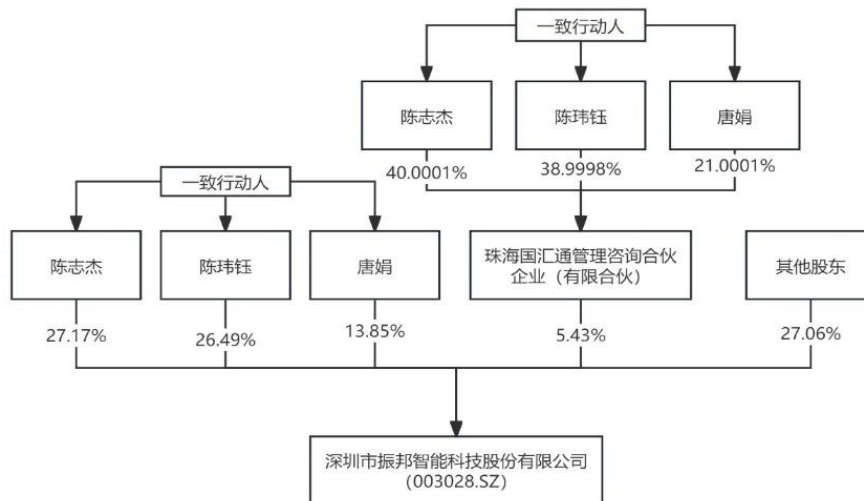 一致行动人
陈志杰
陈玮钰
唐娟
40.0001%
38.9998%
21.0001%
一致行动人
陈志杰
陈玮钰
唐娟
珠海国汇通管理咨询合伙
企业（有限合伙）
其他股东
27.17%
26.49%
13.85%
5.43%
27.06%
深圳市振邦智能科技股份有限公司
（003028.SZ）